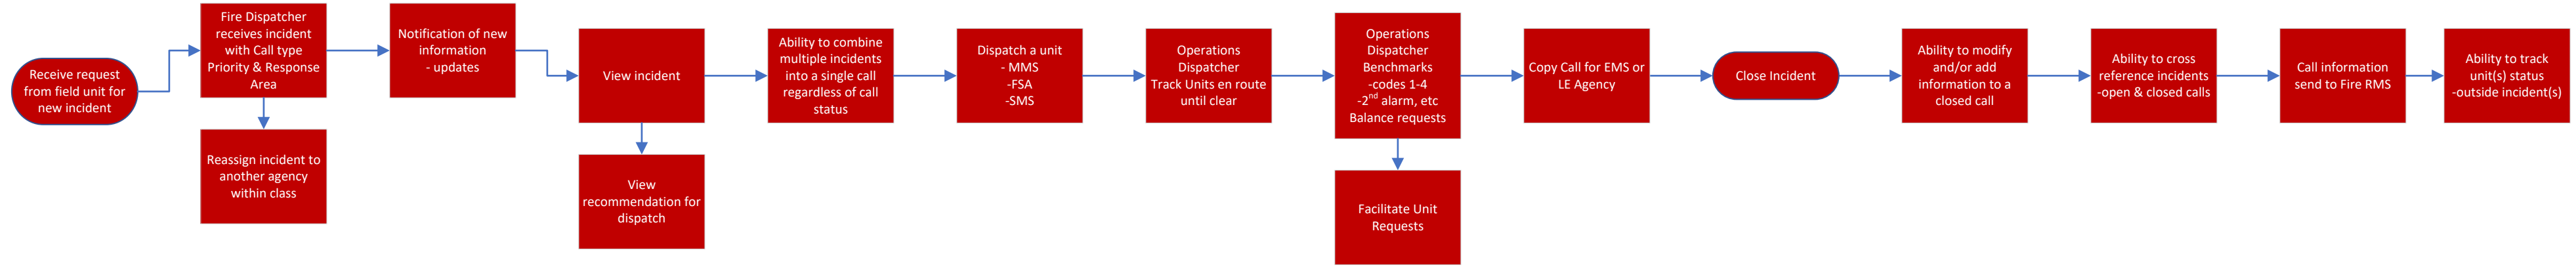 Receive request
from field unit for
new incident
Fire Dispatcher
receives incident
with Call type
Priority & Response
Area
Reassign incident to
another agency
within class
Notification of new
information
- updates
View incident
View
recommendation for
dispatch
Ability to combine
multiple incidents
into a single call
regardless of call
status
Dispatch a unit
- MMS
-FSA
-SMS
Operations
Dispatcher
Track Units en route
until clear
Operations
Dispatcher
Benchmarks
-codes 1-4
-2nd alarm, etc
Balance requests
Facilitate Unit
Requests
Copy Call for EMS or
LE Agency
Close Incident
Ability to modify
and/or add
information to a
closed call
Ability to cross
reference incidents
-open & closed calls
Call information
send to Fire RMS
Ability to track
unit(s) status
-outside incident(s)